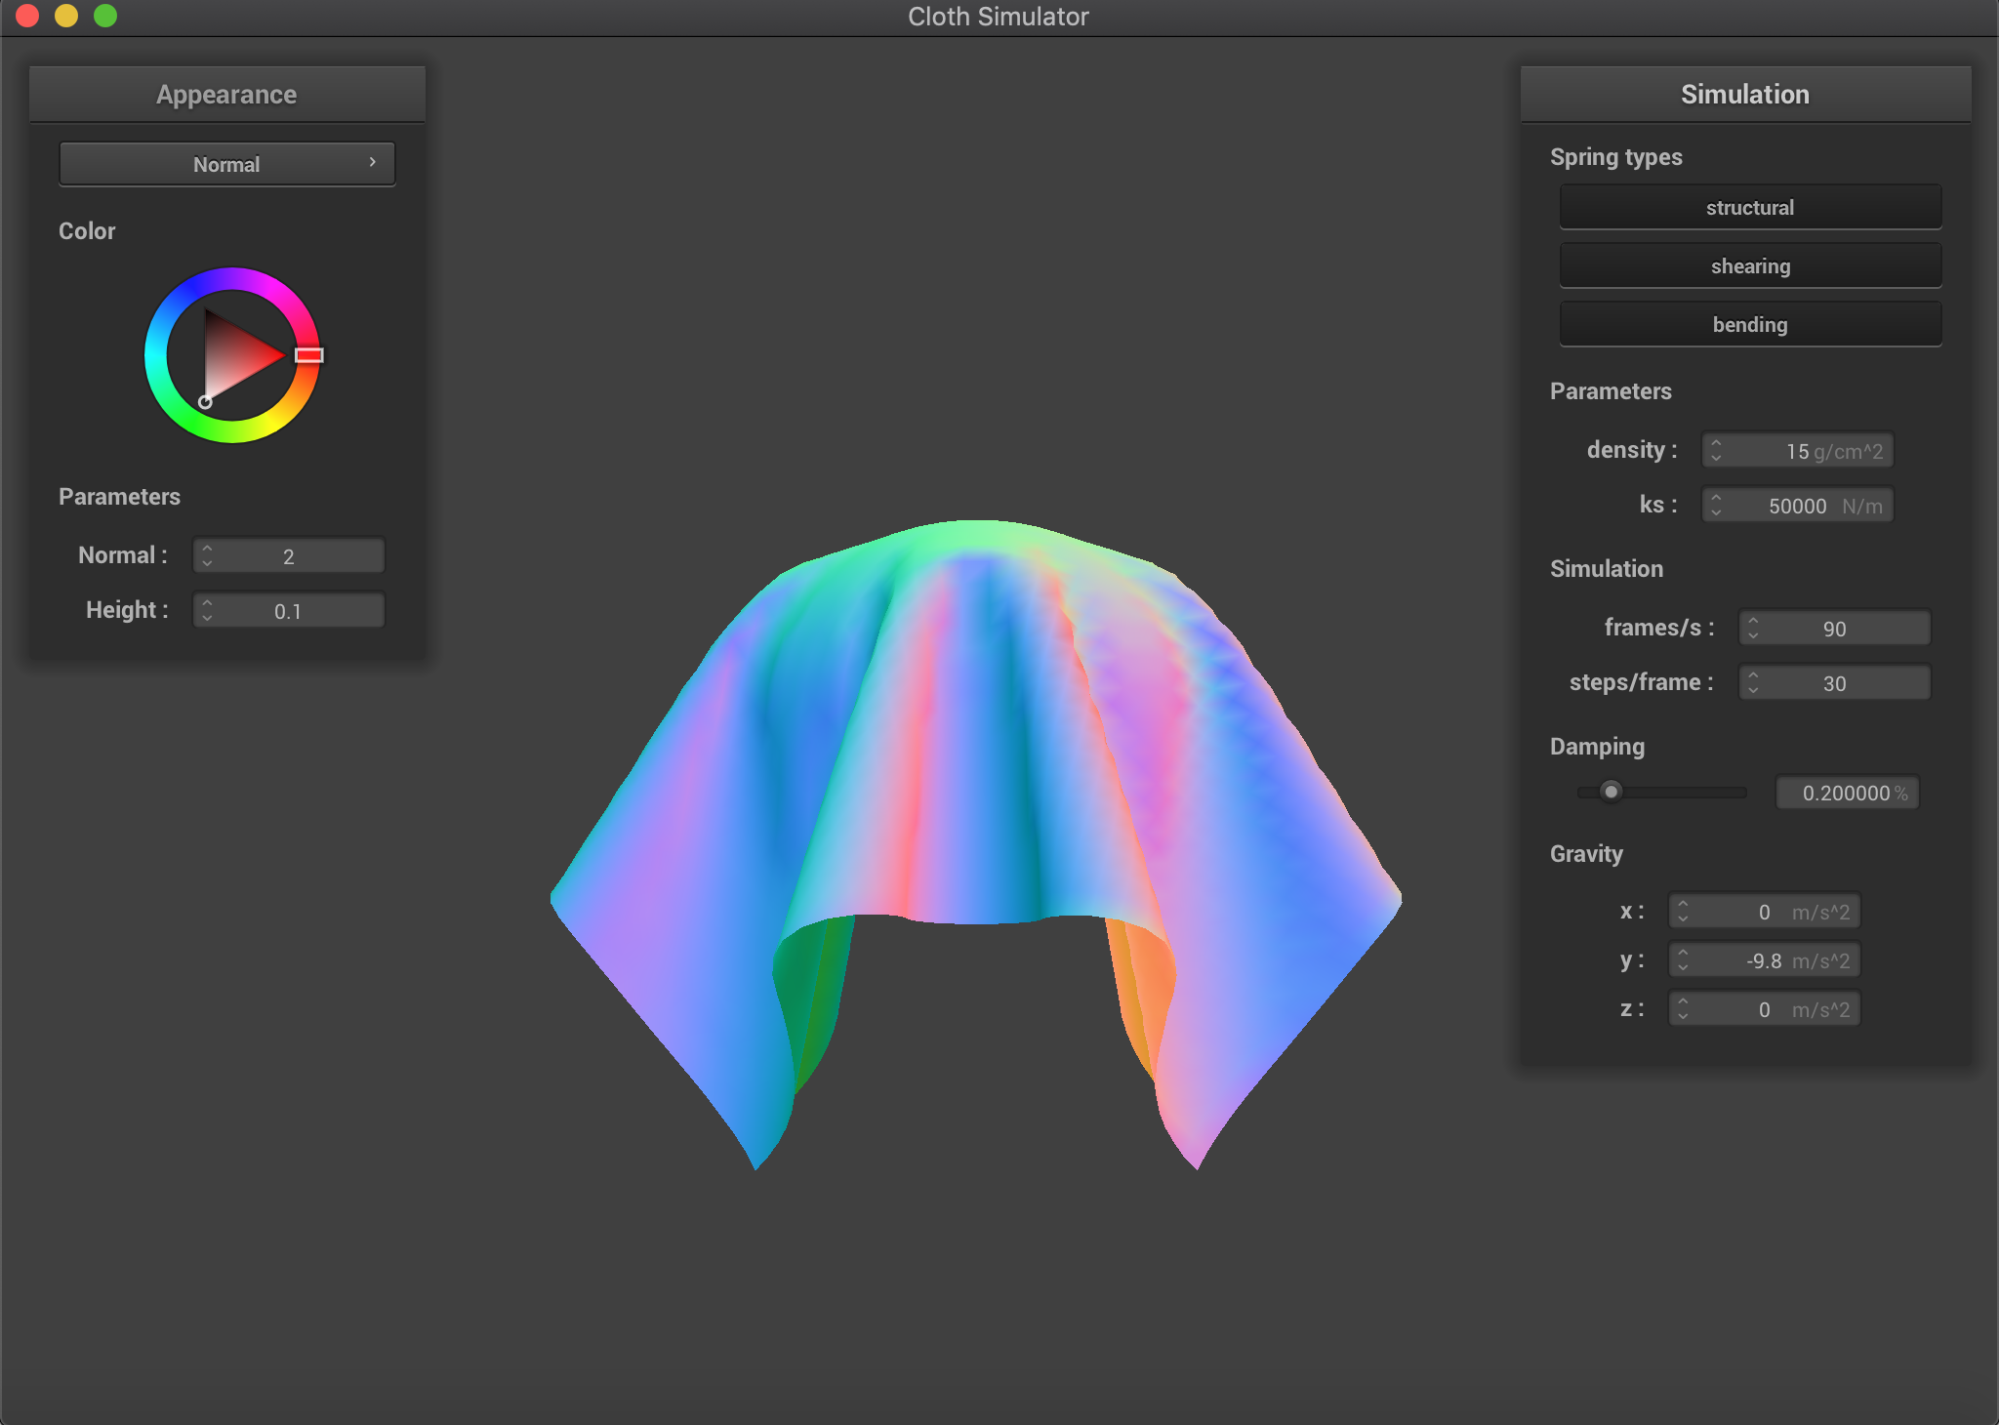 Cloth Simulator
Appearance
Normal
Color
Parameters
Normal : 2
Height : 0.1
Simulation
Spring types
structural
shearing
bending
Parameters
density : 15 g/cm^2
ks : 50000 N/m
Simulation
frames/s : 90
steps/frame : 30
Damping
0.200000 %
Gravity
x : 0 m/s^2
y : -9.8 m/s^2
z : 0 m/s^2